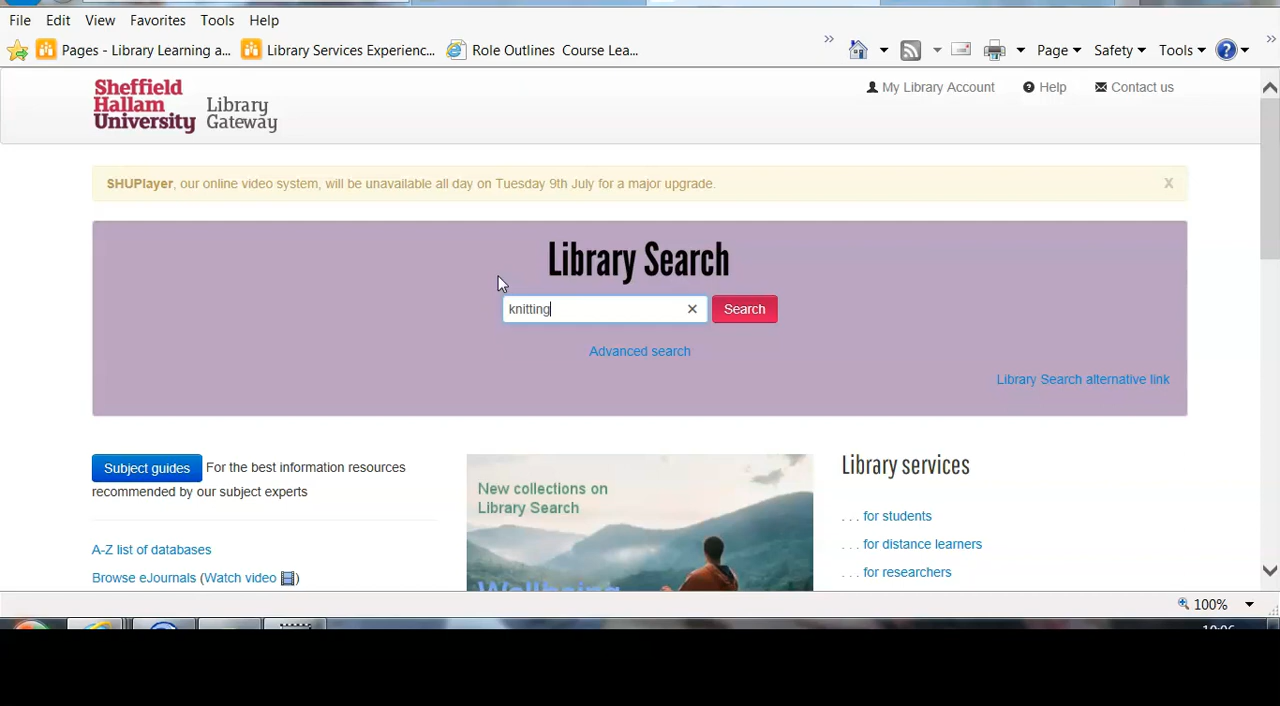 File Edit View Favorites Tools Help
Pages - Library Learning a... Library Services Experienc... Role Outlines Course Lea... » Page Safety Tools »
Sheffield Hallam University
Library Gateway
My Library Account Help Contact us
SHUPlayer, our online video system, will be unavailable all day on Tuesday 9th July for a major upgrade. X
Library Search
knitting × Search
Advanced search
Library Search alternative link
Subject guides For the best information resources
recommended by our subject experts
A-Z list of databases
Browse eJournals (Watch video )
New collections on
Library Search
Wellbeing
Library services
. . . for students
. . . for distance learners
. . . for researchers
100%